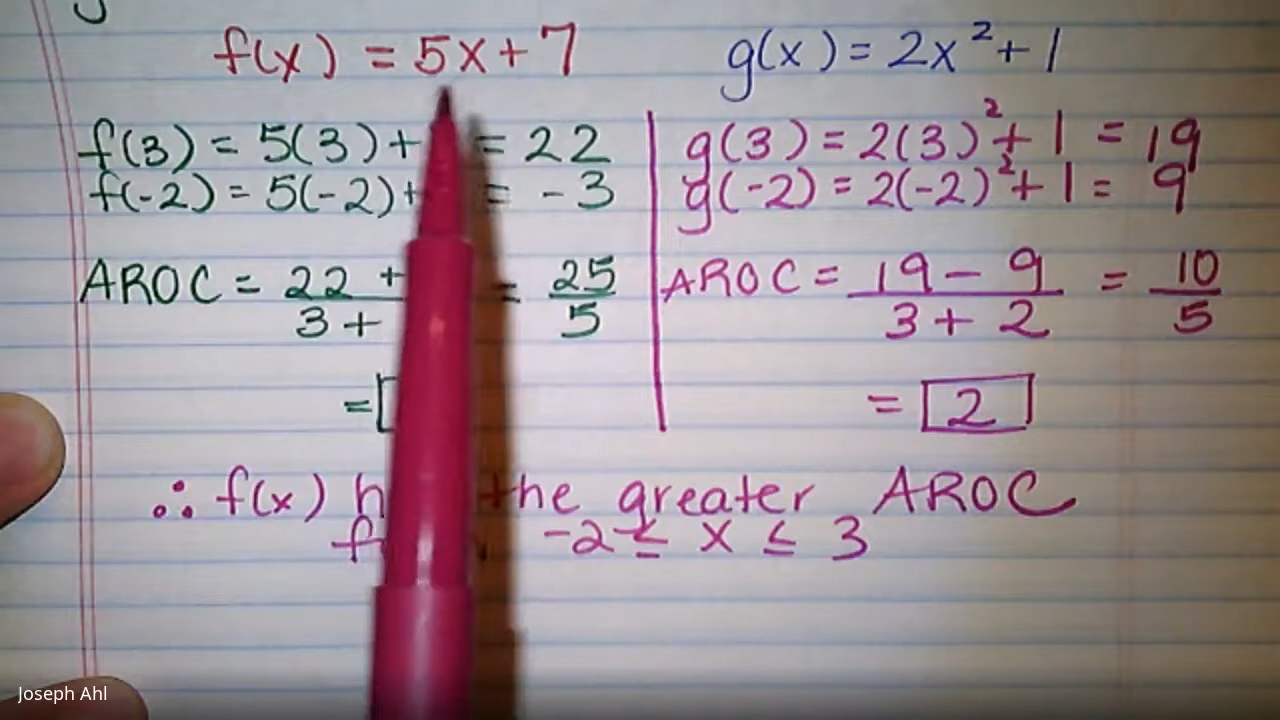 f(x) = 5x + 7 g(x) = 2x² + 1
f(3) = 5(3) + = 22 g(3) = 2(3)² + 1 = 19
f(-2) = 5(-2) + = -3 g(-2) = 2(-2)² + 1 = 9
AROC = 22 + / 3 + = 25/5 AROC = 19 - 9 / 3 + 2 = 10/5
= = 2
∴ f(x) the greater AROC
-2 ≤ x ≤ 3
Joseph Ahl